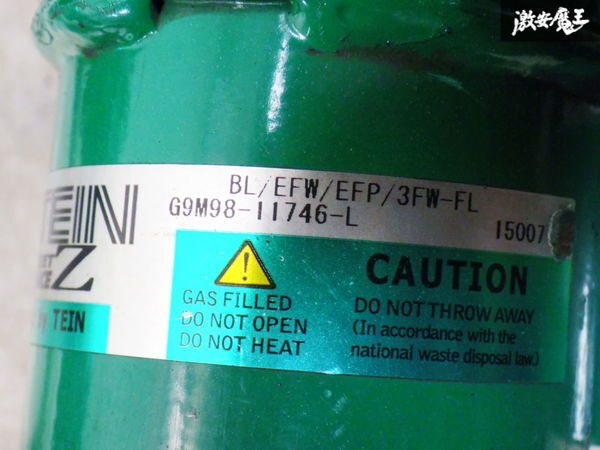 激安魔王
BL/EFW/EFP/3FW-FL
G9M98-11746-L
15007
TEIN
Z
by TEIN
CAUTION
GAS FILLED
DO NOT OPEN
DO NOT HEAT
DO NOT THROW AWAY
(In accordance with the
national waste disposal law.)